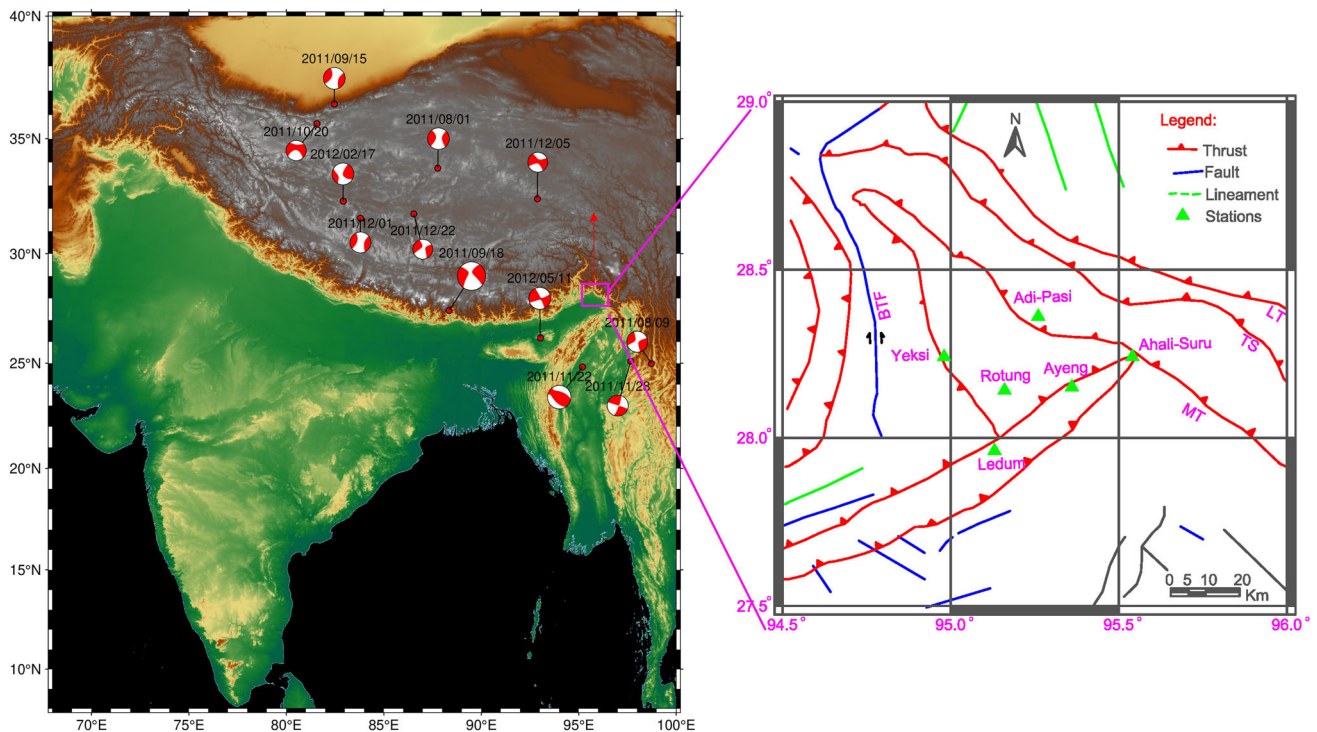 40°N
35°N
30°N
25°N
20°N
15°N
10°N
70°E
75°E
80°E
85°E
90°E
95°E
100°E
2011/09/15
2011/10/20
2011/08/01
2011/12/05
2012/02/17
2011/12/01
2011/12/22
2011/09/18
2012/05/11
2011/08/09
2011/11/22
2011/11/28
29.0°
28.5°
28.0°
27.5°
94.5°
95.0°
95.5°
96.0°
N
Legend:
Thrust
Fault
Lineament
Stations
BTF
Adi-Pasi
LT
TS
Yeksi
Ahali-Suru
Rotung
Ayeng
MT
Ledum
0 5 10 20
Km